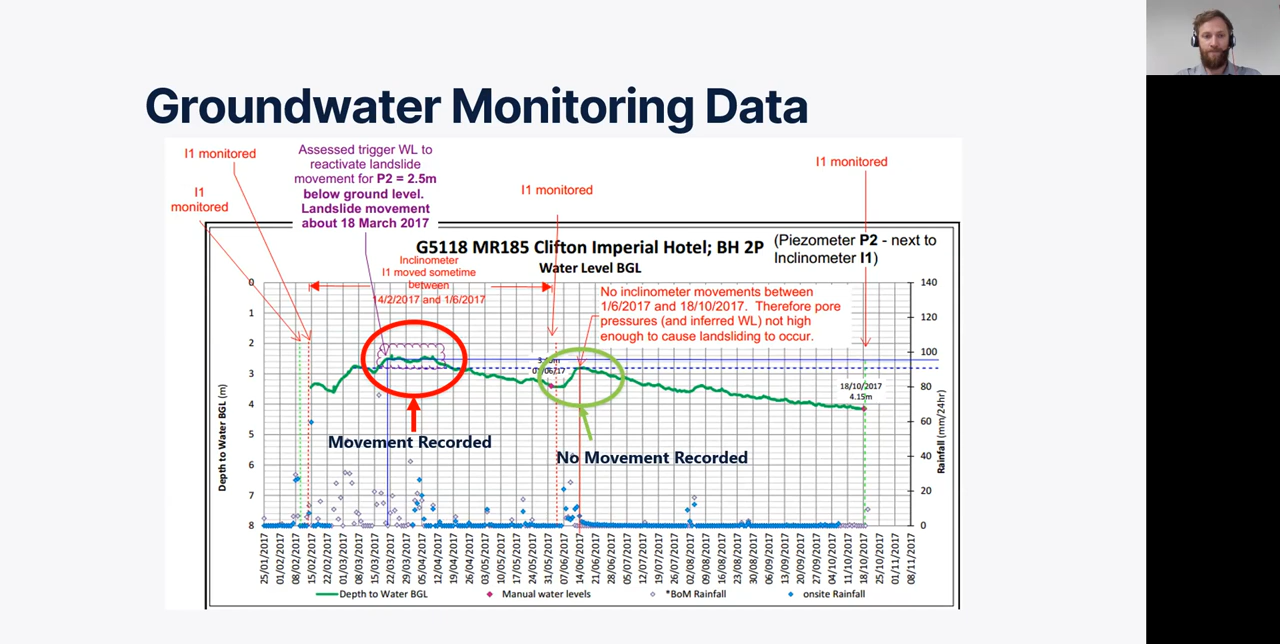 Groundwater Monitoring Data
I1 monitored
I1
monitored
Assessed trigger WL to
reactivate landslide
movement for P2 = 2.5m
below ground level.
Landslide movement
about 18 March 2017
I1 monitored
I1 monitored
G5118 MR185 Clifton Imperial Hotel; BH 2P
(Piezometer P2 - next to
Inclinometer I1)
Water Level BGL
Inclinometer
I1 moved sometime
between
14/2/2017 and 1/6/2017
No inclinometer movements between
1/6/2017 and 18/10/2017. Therefore pore
pressures (and inferred WL) not high
enough to cause landsliding to occur.
18/10/2017
4.15m
Movement Recorded
No Movement Recorded
Depth to Water BGL (m)
0
1
2
3
4
5
6
7
8
Rainfall (mm/24hr)
140
120
100
80
60
40
20
0
25/01/2017
01/02/2017
08/02/2017
15/02/2017
22/02/2017
01/03/2017
08/03/2017
15/03/2017
22/03/2017
29/03/2017
05/04/2017
12/04/2017
19/04/2017
26/04/2017
03/05/2017
10/05/2017
17/05/2017
24/05/2017
31/05/2017
07/06/2017
14/06/2017
21/06/2017
28/06/2017
05/07/2017
12/07/2017
19/07/2017
26/07/2017
02/08/2017
09/08/2017
16/08/2017
23/08/2017
30/08/2017
06/09/2017
13/09/2017
20/09/2017
27/09/2017
04/10/2017
11/10/2017
18/10/2017
25/10/2017
01/11/2017
08/11/2017
Depth to Water BGL
Manual water levels
*BoM Rainfall
onsite Rainfall